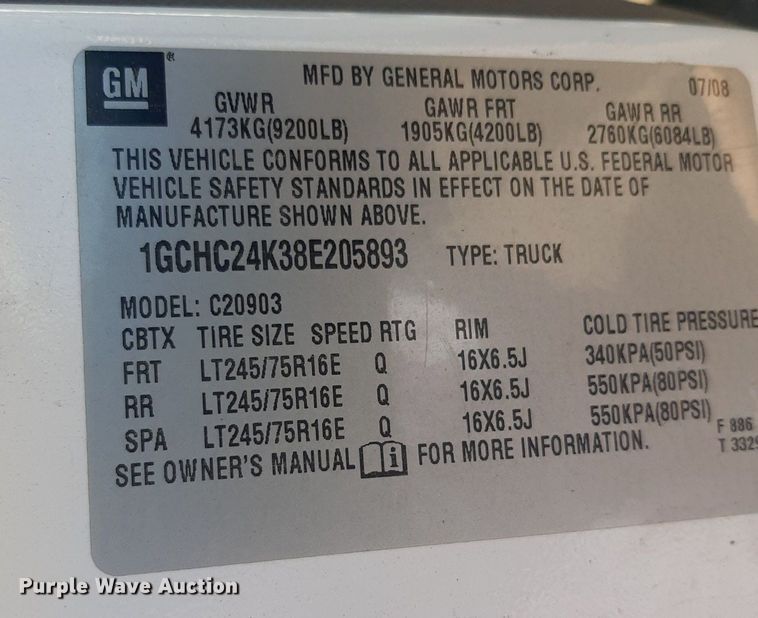 GM ®
MFD BY GENERAL MOTORS CORP. 07/08
GVWR GAWR FRT GAWR RR
4173KG(9200LB) 1905KG(4200LB) 2760KG(6084LB)
THIS VEHICLE CONFORMS TO ALL APPLICABLE U.S. FEDERAL MOTOR
VEHICLE SAFETY STANDARDS IN EFFECT ON THE DATE OF
MANUFACTURE SHOWN ABOVE.
1GCHC24K38E205893 TYPE: TRUCK
MODEL: C20903
CBTX TIRE SIZE SPEED RTG RIM COLD TIRE PRESSURE
FRT LT245/75R16E Q 16X6.5J 340KPA(50PSI)
RR LT245/75R16E Q 16X6.5J 550KPA(80PSI)
SPA LT245/75R16E Q 16X6.5J 550KPA(80PSI)
F 886
SEE OWNER'S MANUAL i FOR MORE INFORMATION.
T 3329
Purple Wave Auction